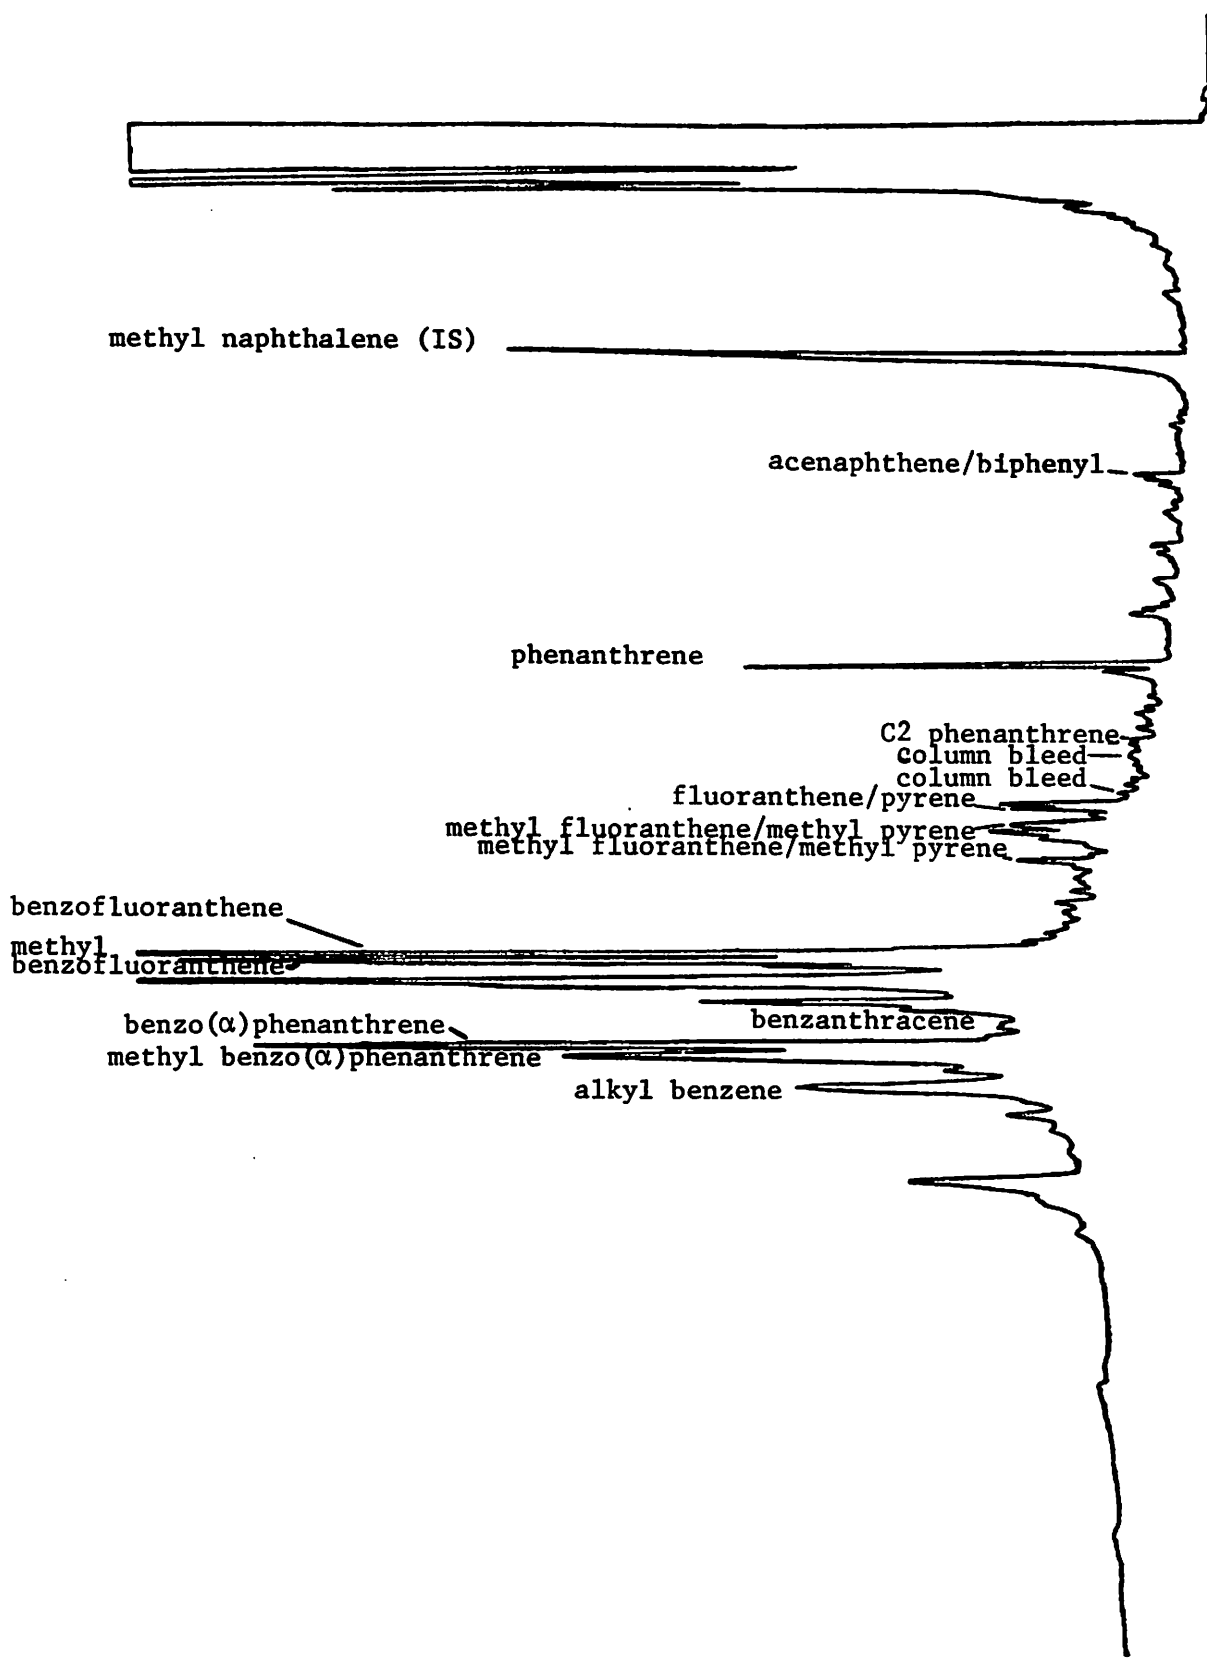 methyl naphthalene (IS)
acenaphthene/biphenyl
phenanthrene
C2 phenanthrene
column bleed
column bleed
fluoranthene/pyrene
methyl fluoranthene/methyl pyrene
methyl fluoranthene/methyl pyrene
benzofluoranthene
methyl
benzofluoranthene
benzanthracene
benzo(α)phenanthrene
methyl benzo(α)phenanthrene
alkyl benzene